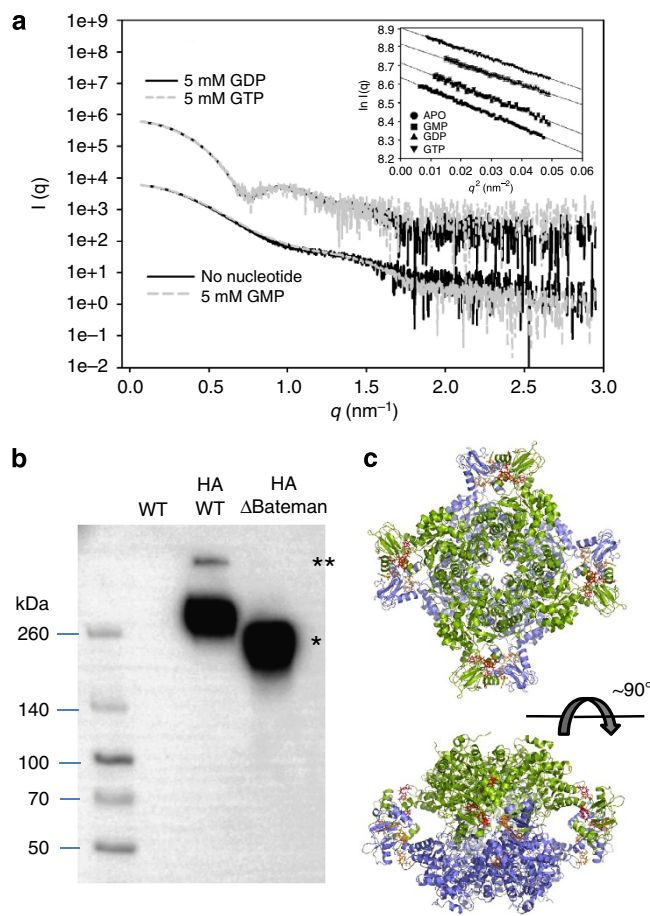 a
1e+9
1e+8
1e+7
1e+6
1e+5
1e+4
1e+3
1e+2
1e+1
1e+0
1e–1
1e–2
I (q)
5 mM GDP
5 mM GTP
No nucleotide
5 mM GMP
0.0 0.5 1.0 1.5 2.0 2.5 3.0
q (nm–1)
8.9
8.8
8.7
8.6
8.5
8.4
8.3
8.2
ln I(q)
APO
GMP
GDP
GTP
0.00 0.01 0.02 0.03 0.04 0.05 0.06
q2 (nm–2)
b
WT
HA
WT
HA
ΔBateman
**
*
kDa
260
140
100
70
50
c
~90°